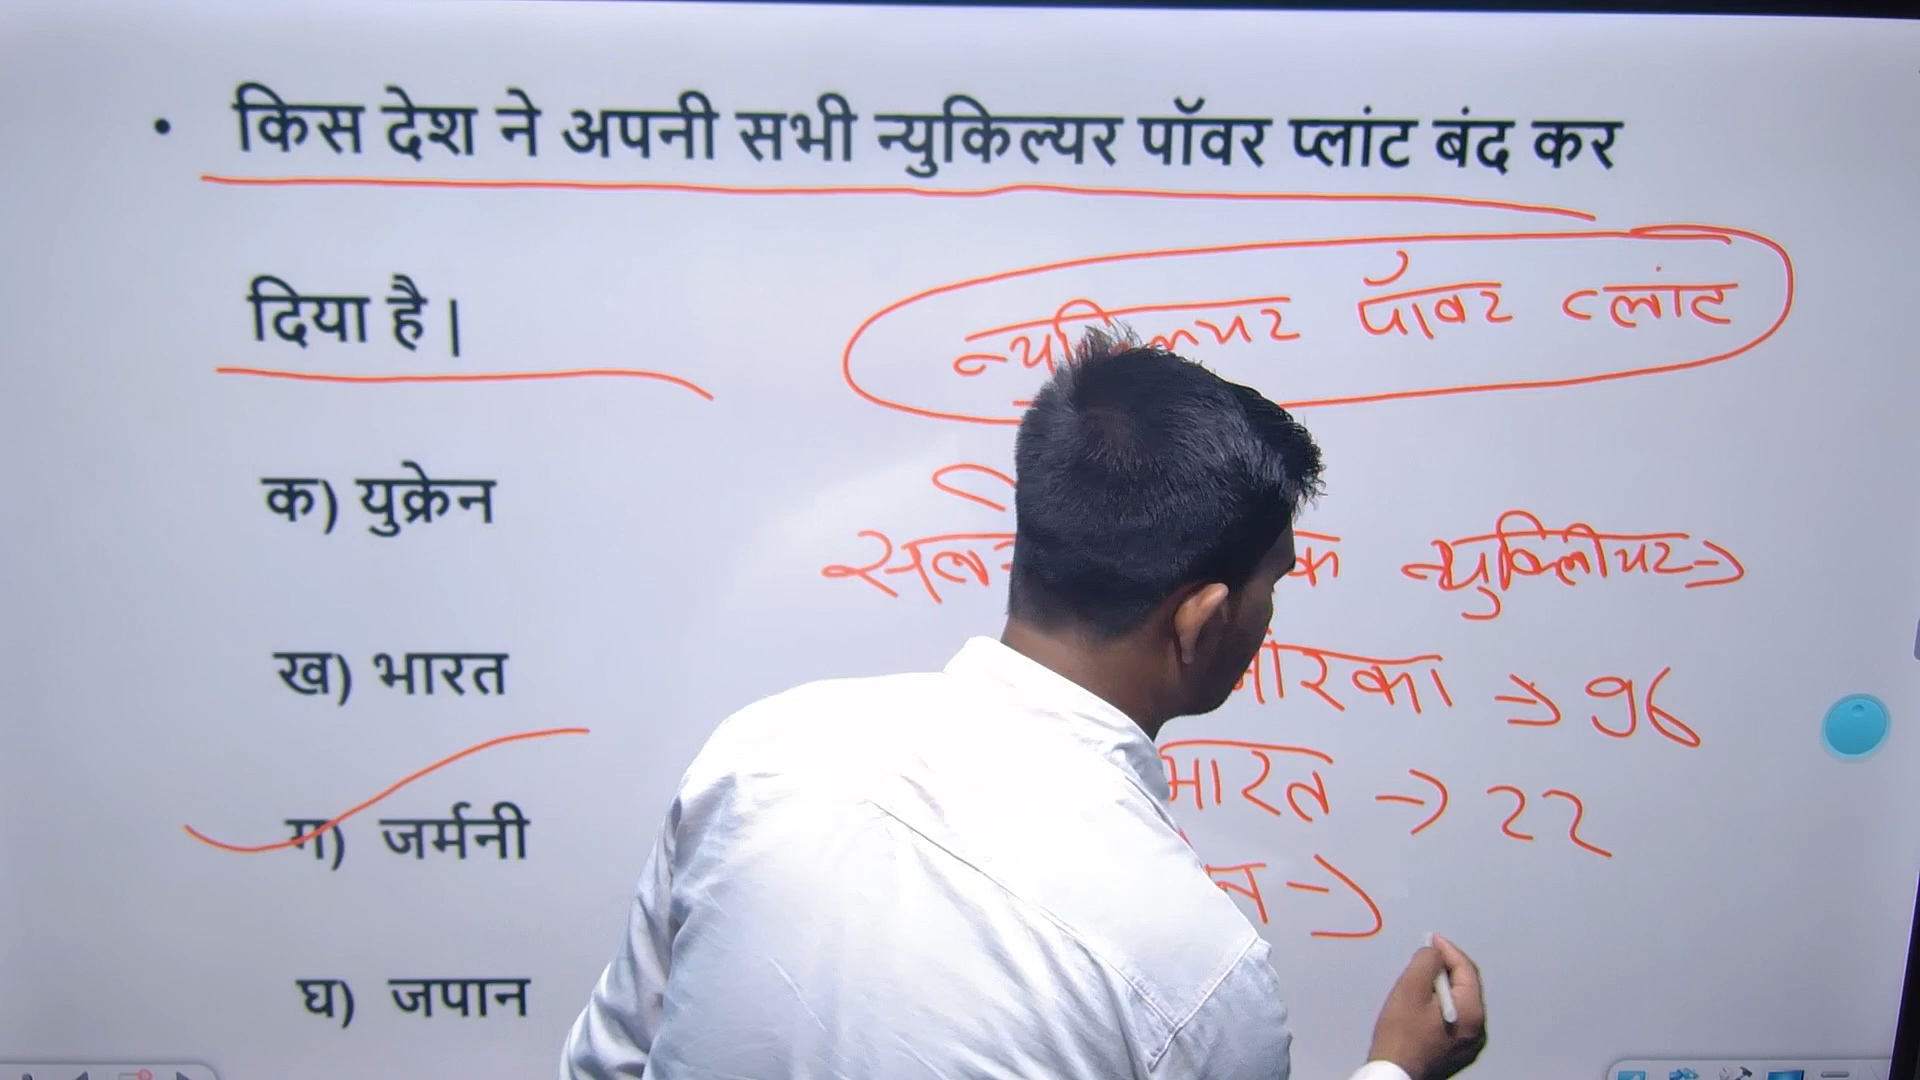 • किस देश ने अपनी सभी न्युकिल्यर पॉवर प्लांट बंद कर
दिया है |
पॉवर प्लांट
क) युक्रेन
न्युक्लियर →
ख) भारत
→ 96
भारत → 22
ग) जर्मनी
→
घ) जपान